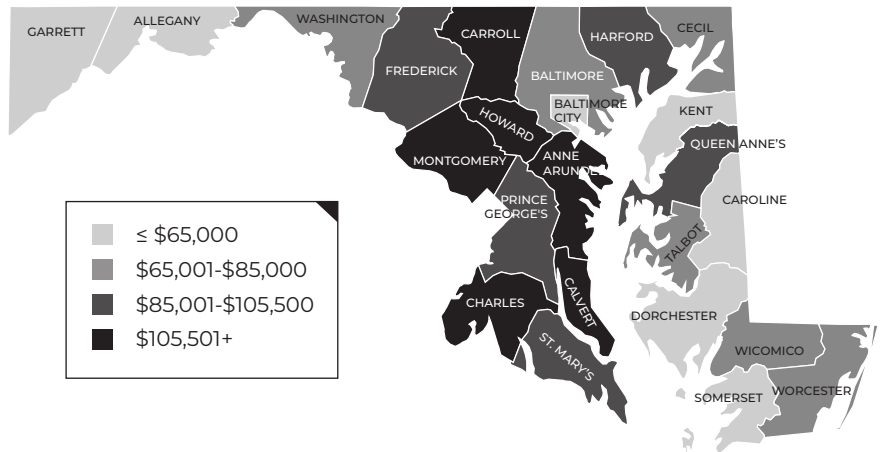 GARRETT
ALLEGANY
WASHINGTON
FREDERICK
CARROLL
BALTIMORE
BALTIMORE
CITY
HARFORD
CECIL
KENT
HOWARD
MONTGOMERY
ANNE
ARUNDEL
QUEEN ANNE'S
PRINCE
GEORGE'S
CAROLINE
TALBOT
CHARLES
CALVERT
ST. MARY'S
DORCHESTER
WICOMICO
SOMERSET
WORCESTER
≤ $65,000
$65,001-$85,000
$85,001-$105,500
$105,501+